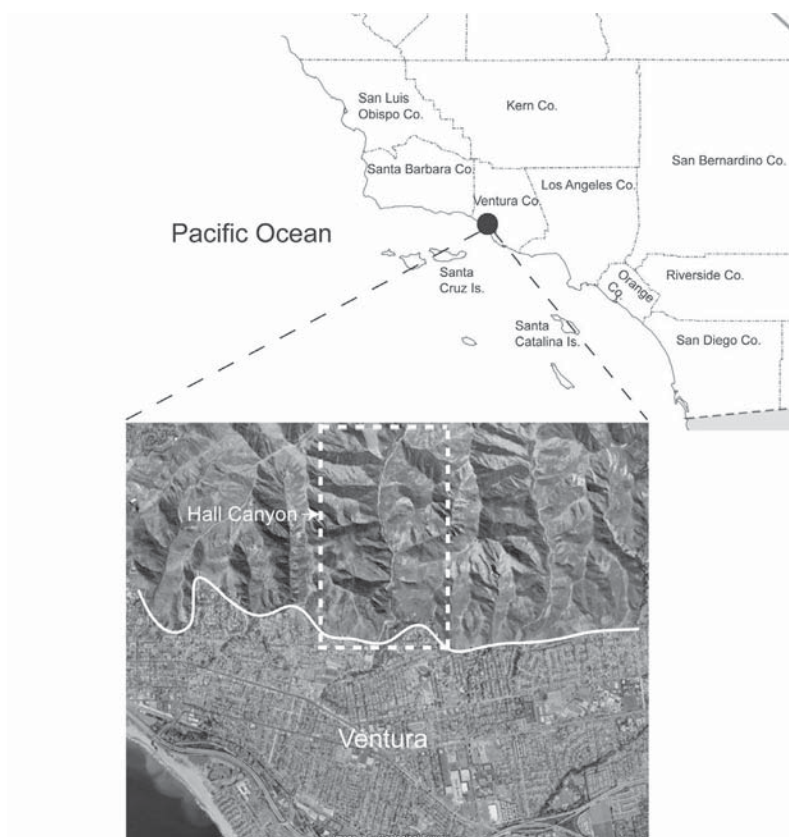 San Luis
Obispo Co.
Kern Co.
San Bernardino Co.
Santa Barbara Co.
Los Angeles Co.
Ventura Co.
Pacific Ocean
Santa
Cruz Is.
Orange
Co.
Riverside Co.
Santa
Catalina Is.
San Diego Co.
Hall Canyon
Ventura